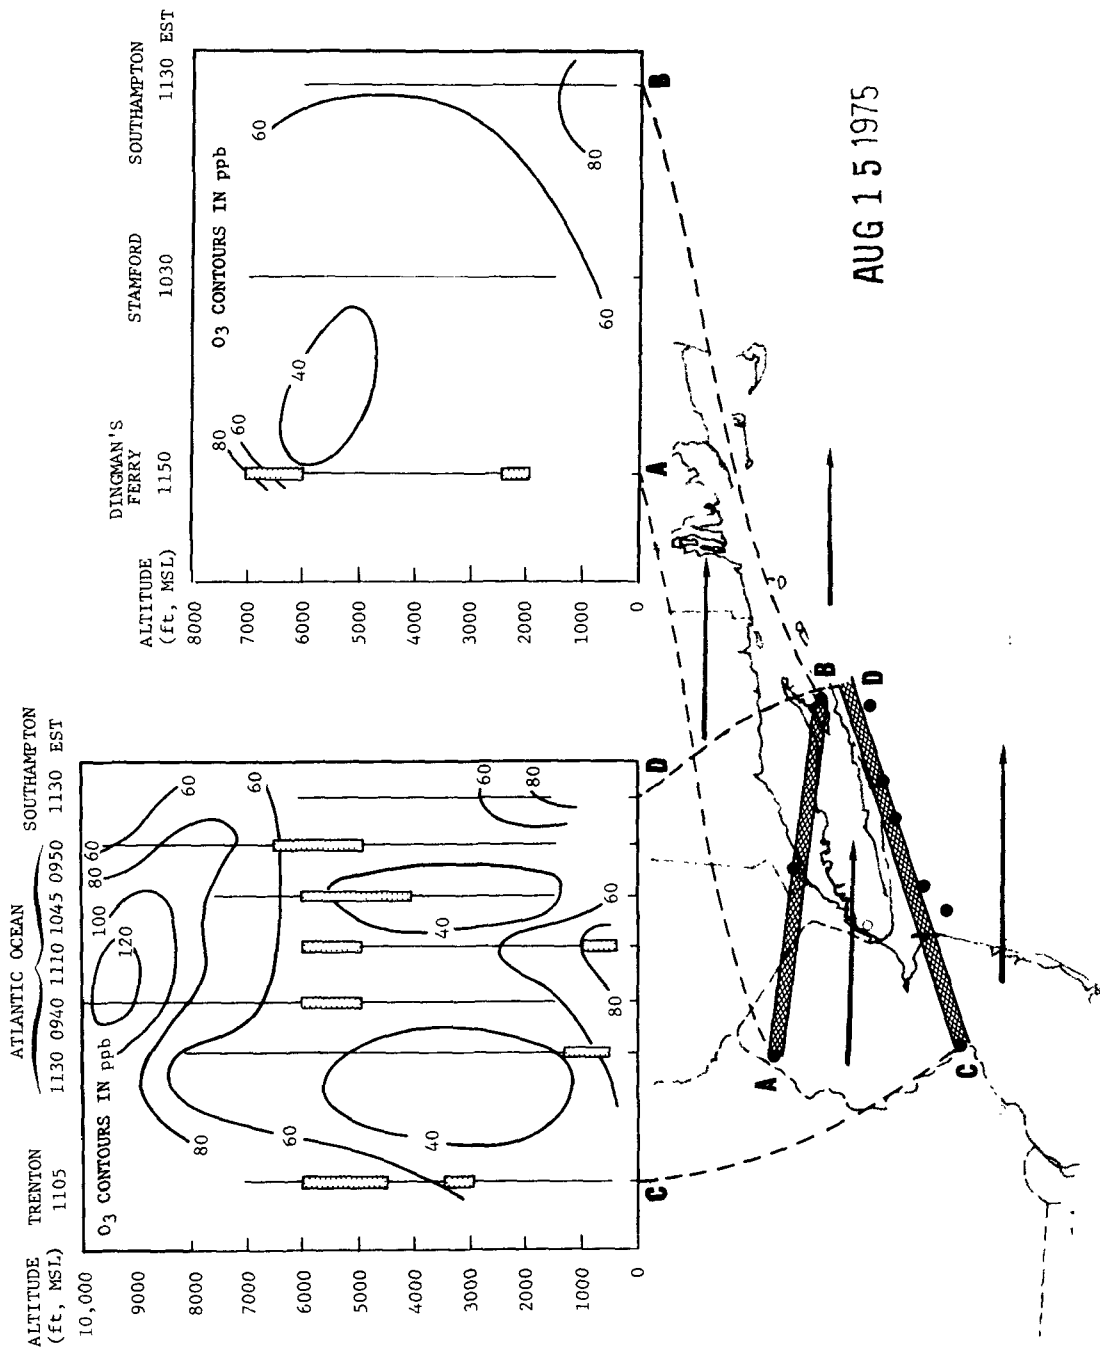 ALTITUDE
(ft, MSL)
TRENTON
1105
ATLANTIC OCEAN
1130 0940 1110 1045 0950
SOUTHAMPTON
1130 EST
10,000
9000
8000
7000
6000
5000
4000
3000
2000
1000
0
O3 CONTOURS IN ppb
80
60
40
120
100
80
60
60
60
40
60
80
60
80
C
D
ALTITUDE
(ft, MSL)
DINGMAN'S
FERRY
1150
STAMFORD
1030
SOUTHAMPTON
1130 EST
8000
7000
6000
5000
4000
3000
2000
1000
0
O3 CONTOURS IN ppb
80
60
40
60
60
80
A
B
A
B
C
D
AUG 15 1975